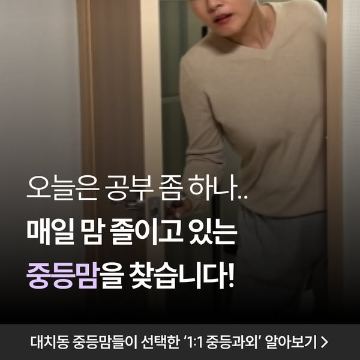 오늘은 공부 좀 하나..
매일 맘 졸이고 있는
중등맘을 찾습니다!
대치동 중등맘들이 선택한 '1:1 중등과외' 알아보기 >